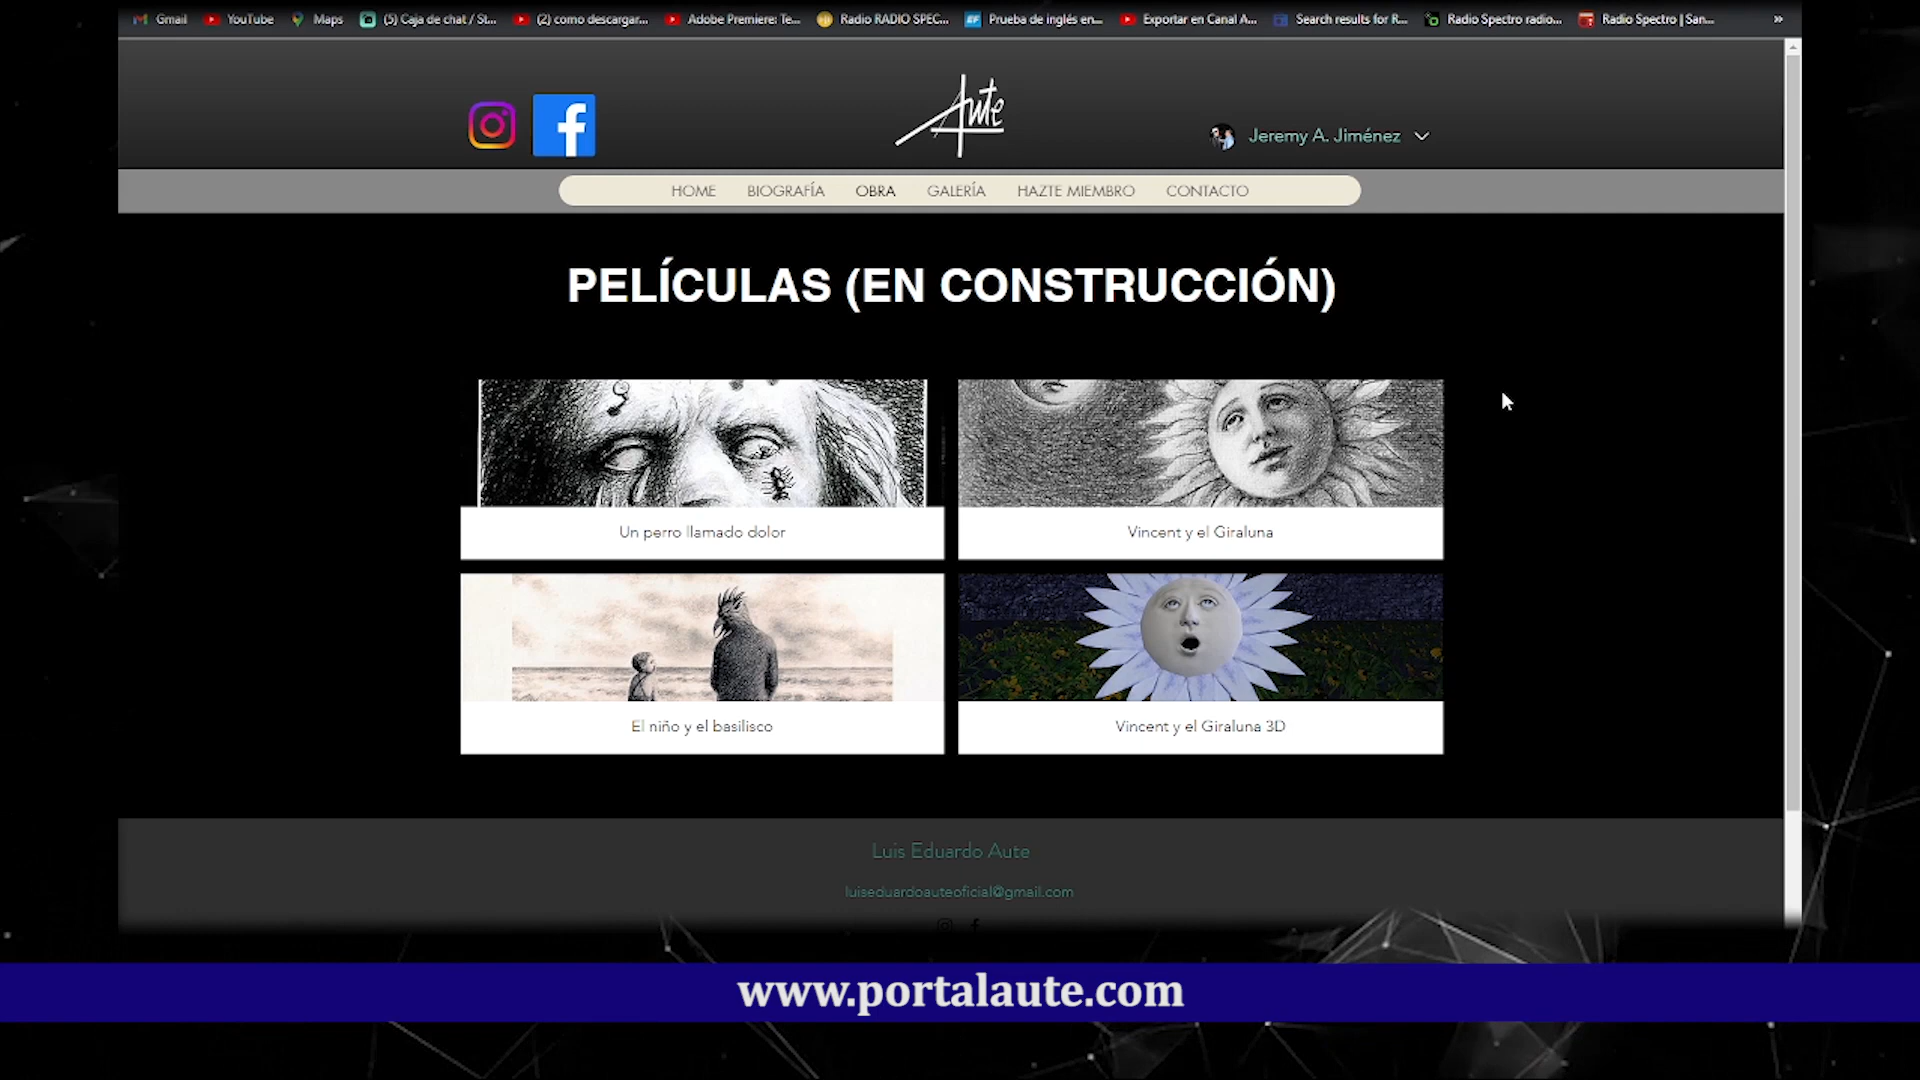 Gmail YouTube Maps (5) Caja de chat / St... (2) como descargar... Adobe Premiere: Te... Radio RADIO SPEC... Prueba de inglés en... Exportar en Canal A... Search results for R... Radio Spectro radio... Radio Spectro | San... »
Aute
Jeremy A. Jiménez
HOME BIOGRAFÍA OBRA GALERÍA HAZTE MIEMBRO CONTACTO
PELÍCULAS (EN CONSTRUCCIÓN)
Un perro llamado dolor
Vincent y el Giraluna
El niño y el basilisco
Vincent y el Giraluna 3D
Luis Eduardo Aute
luiseduardoauteoficial@gmail.com
www.portalaute.com